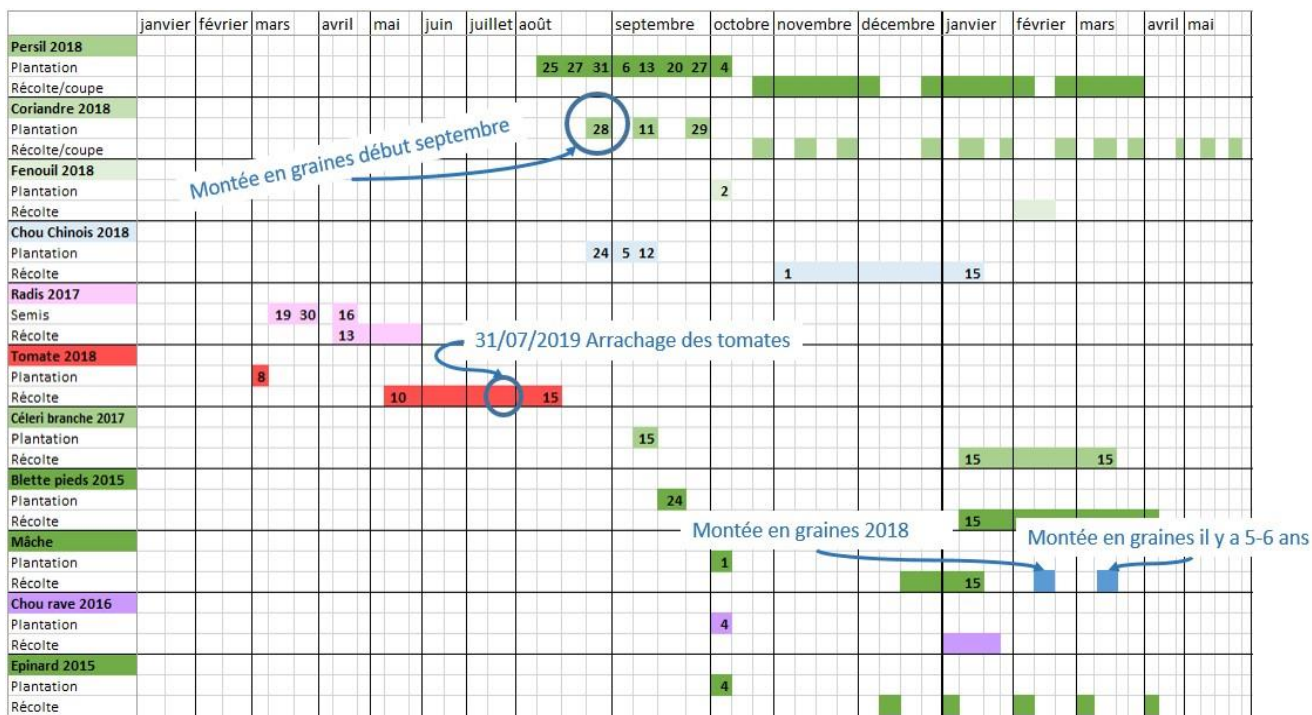 janvier février mars avril mai juin juillet août septembre octobre novembre décembre janvier février mars avril mai
Persil 2018
Plantation 25 27 31 6 13 20 27 4
Récolte/coupe
Coriandre 2018
Plantation 28 11 29
Récolte/coupe
Montée en graines début septembre
Fenouil 2018
Plantation 2
Récolte
Chou Chinois 2018
Plantation 24 5 12
Récolte 1 15
Radis 2017
Semis 19 30 16
Récolte 13
31/07/2019 Arrachage des tomates
Tomate 2018
Plantation 8
Récolte 10 15
Céleri branche 2017
Plantation 15
Récolte 15 15
Blette pieds 2015
Plantation 24
Récolte 15
Montée en graines 2018
Montée en graines il y a 5-6 ans
Mâche
Plantation 1
Récolte 15
Chou rave 2016
Plantation 4
Récolte
Epinard 2015
Plantation 4
Récolte